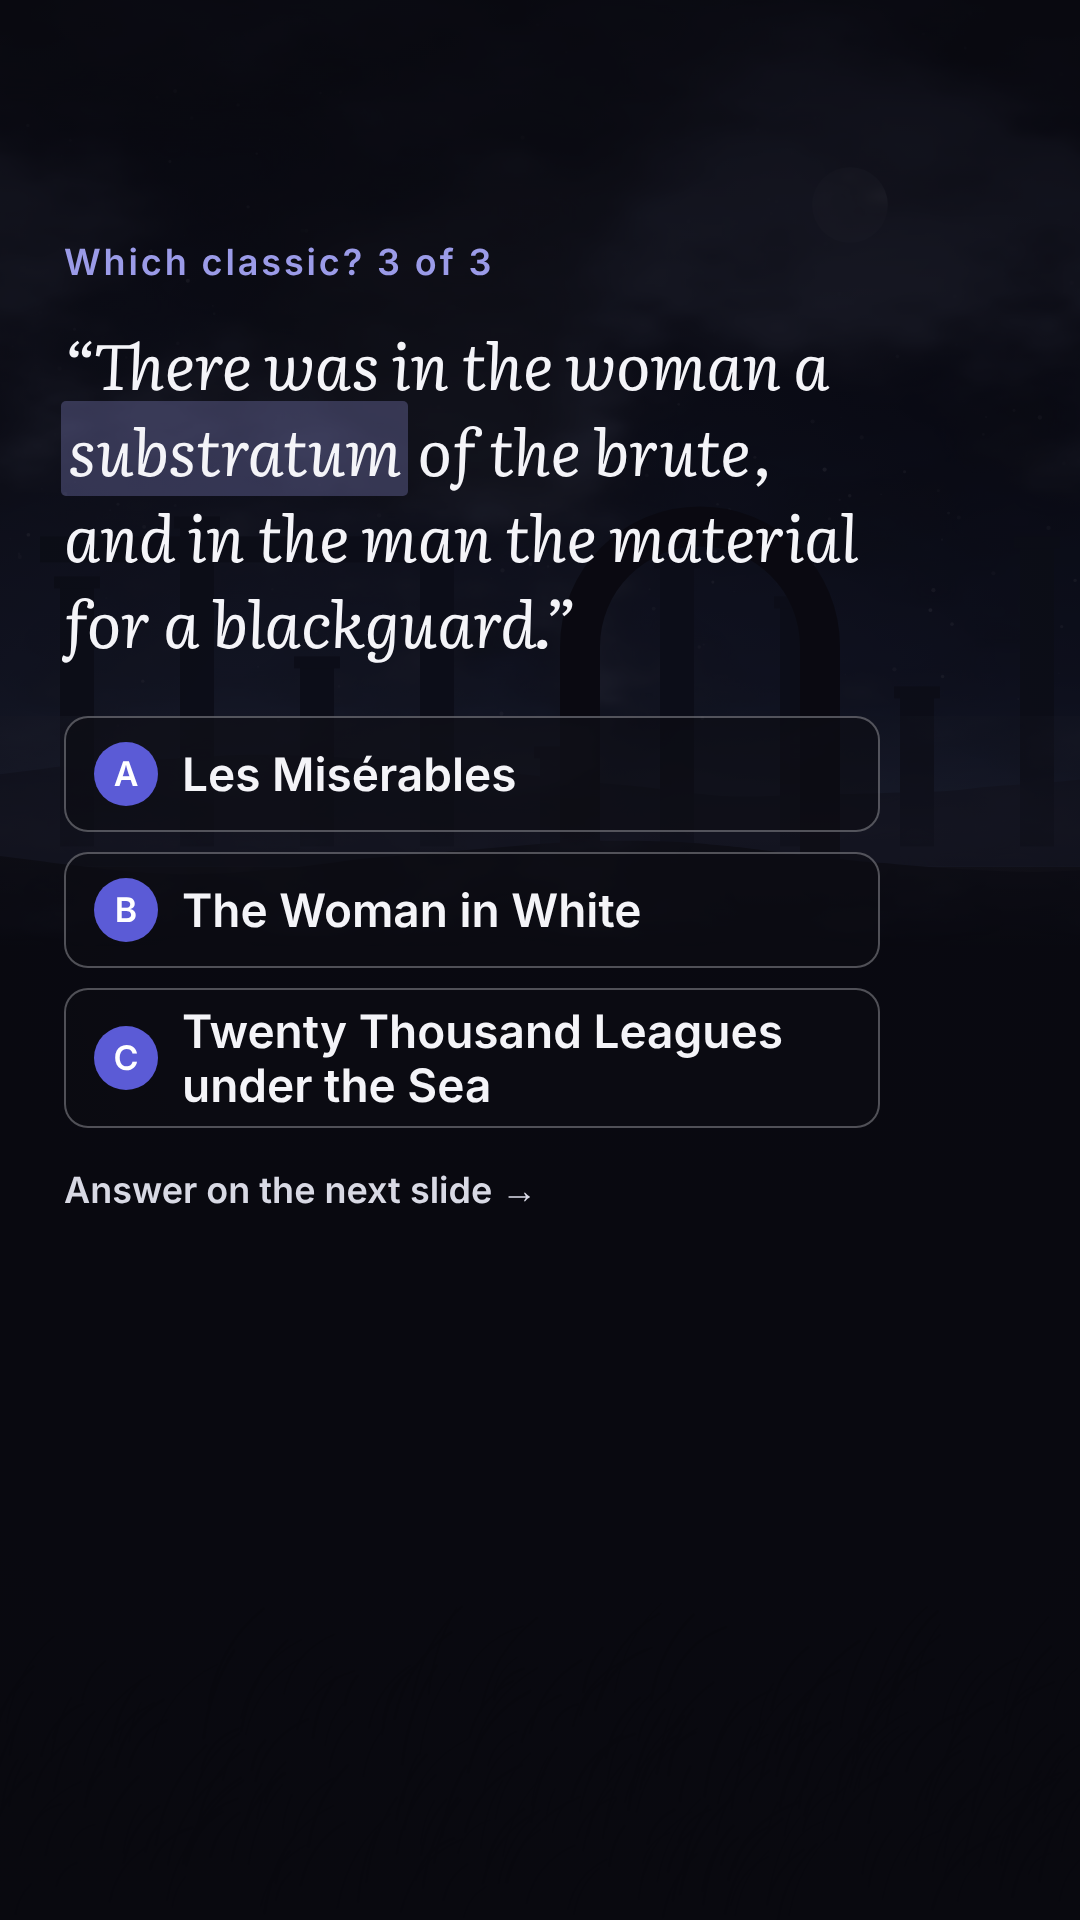 Which classic? 3 of 3
“There was in the woman a
substratum of the brute,
and in the man the material
for a blackguard.”
A Les Misérables
B The Woman in White
C Twenty Thousand Leagues
under the Sea
Answer on the next slide →